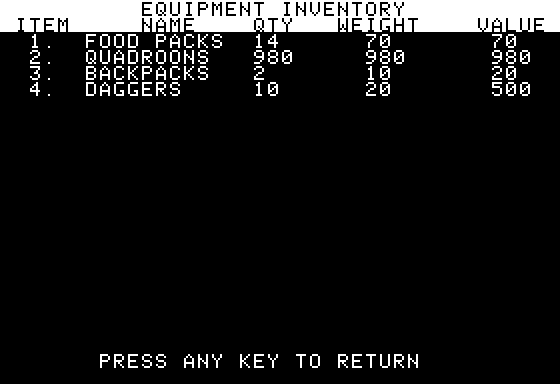 EQUIPMENT INVENTORY
ITEM NAME QTY WEIGHT VALUE
1. FOOD PACKS 14 70 70
2. QUADROONS 980 980 980
3. BACKPACKS 2 10 20
4. DAGGERS 10 20 500
PRESS ANY KEY TO RETURN